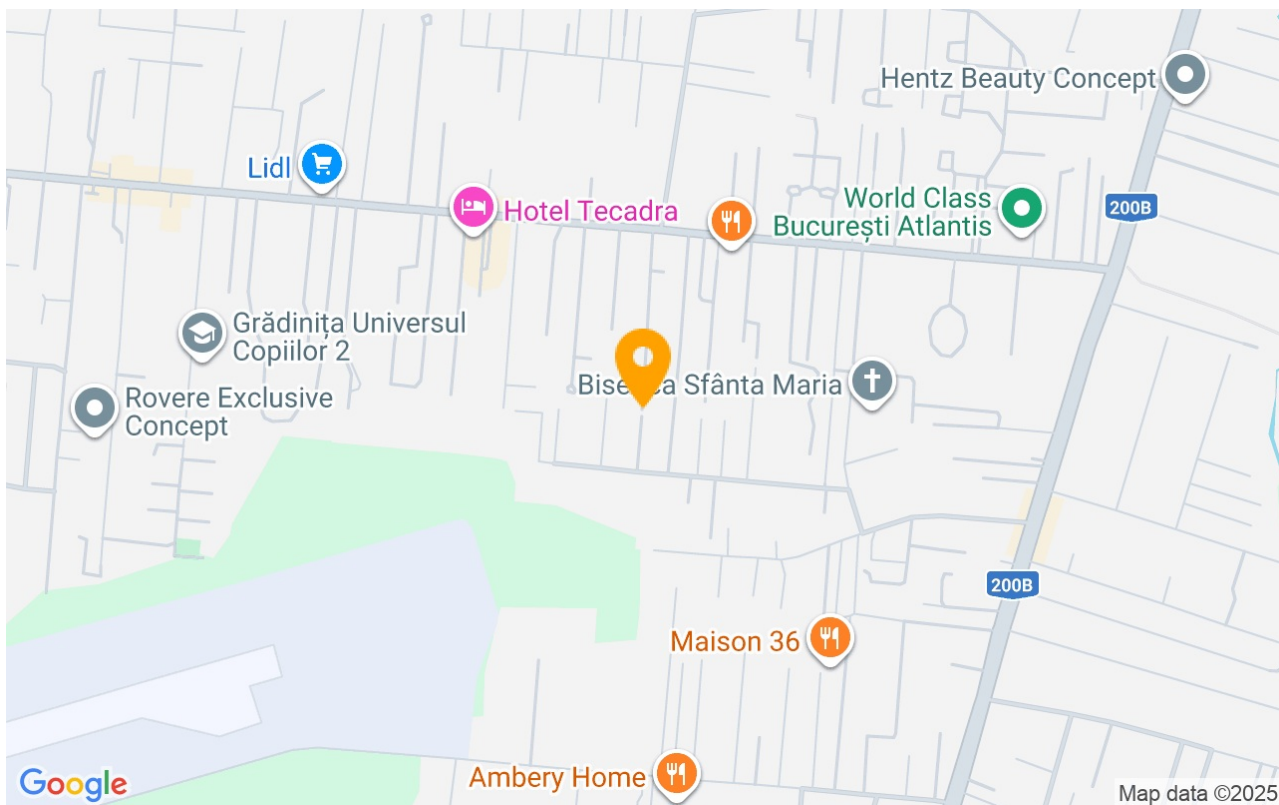 Hentz Beauty Concept
Lidl
Hotel Tecadra
World Class
București Atlantis
200B
Grădinița Universul
Copiilor 2
Sfânta Maria
Rovere Exclusive
Concept
200B
Maison 36
Ambery Home
Google
Map data ©2025